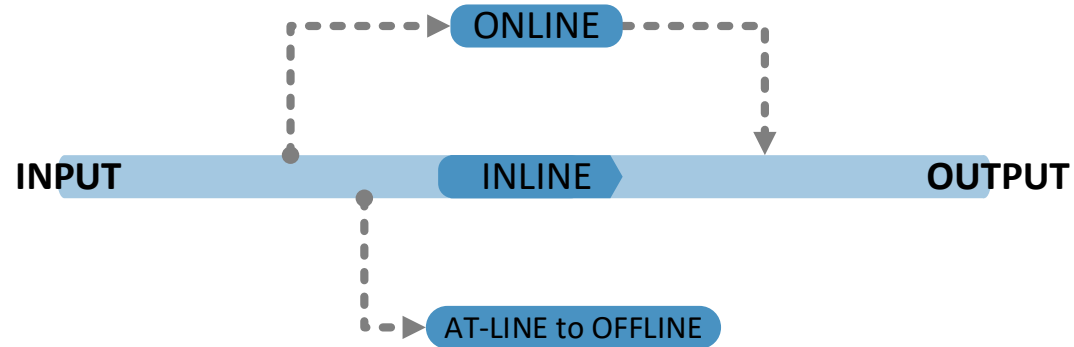 ONLINE
INPUT
INLINE
OUTPUT
AT-LINE to OFFLINE